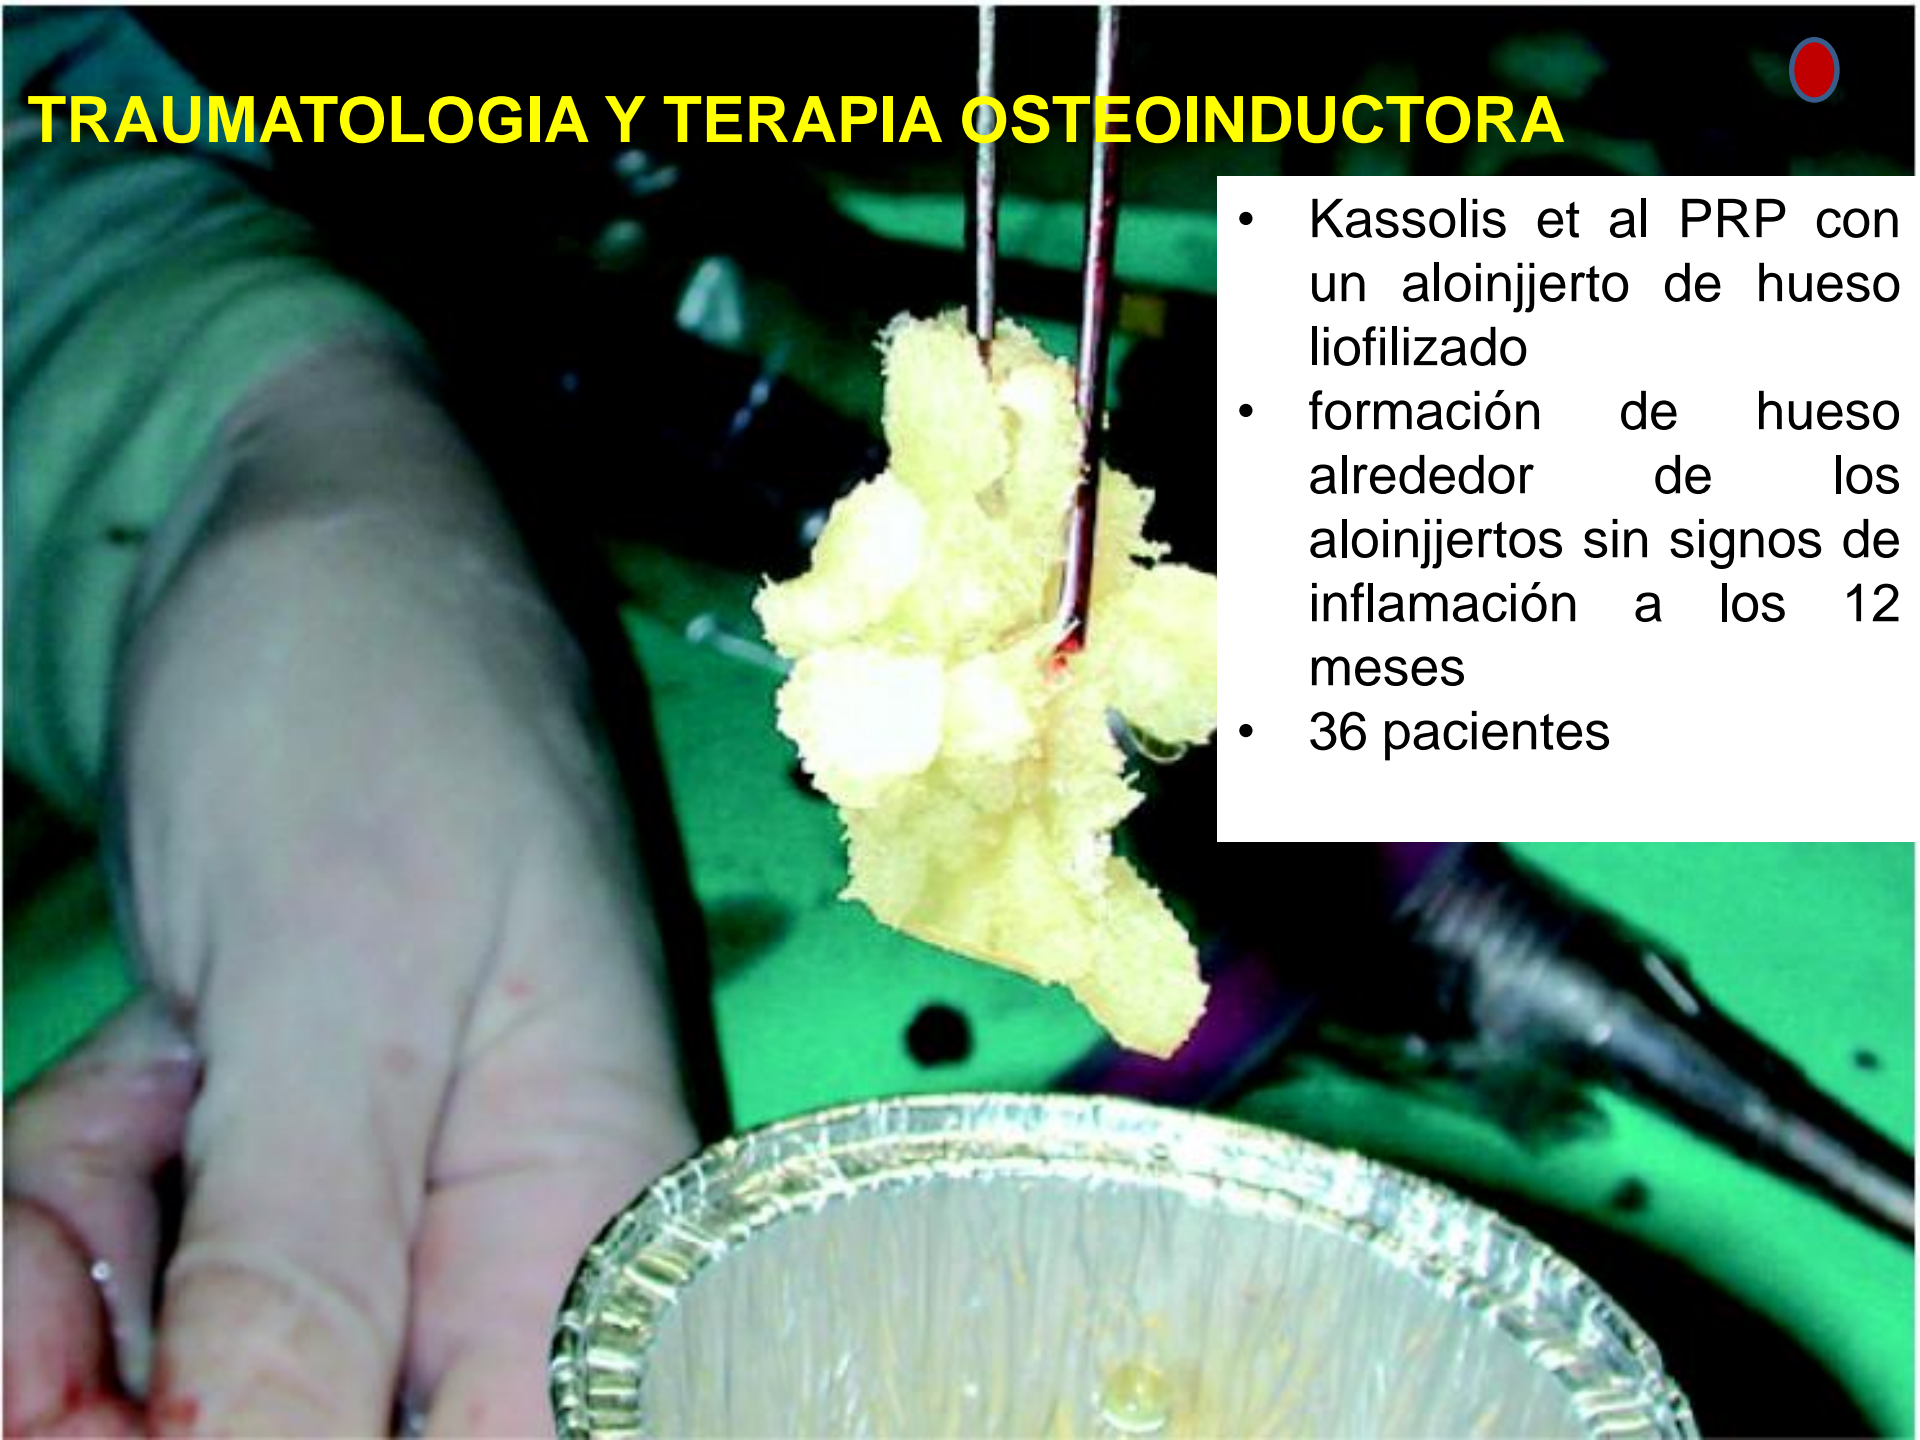 TRAUMATOLOGIA Y TERAPIA OSTEOINDUCTORA
• Kassolis et al PRP con
un aloinjjerto de hueso
liofilizado
• formación de hueso
alrededor de los
aloinjjertos sin signos de
inflamación a los 12
meses
• 36 pacientes